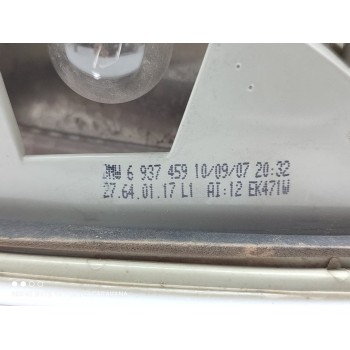 BMW 6 937 459 10/09/07 20:32
27.64.01.17 L1 AI:12 EK471W